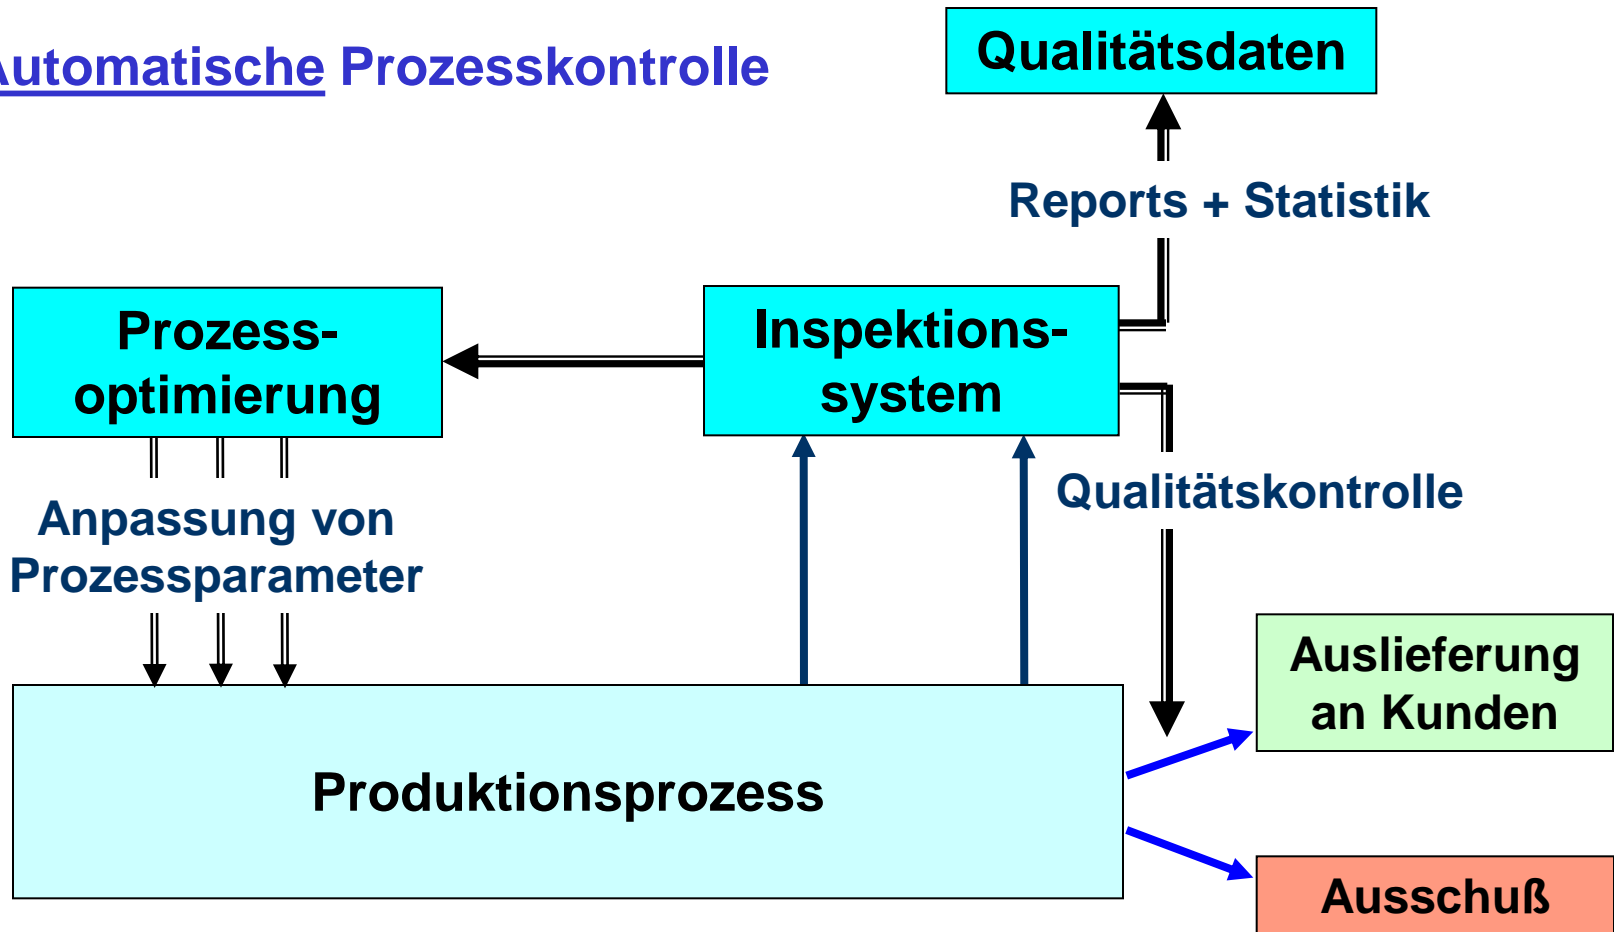 Automatische Prozesskontrolle
Qualitätsdaten
Reports + Statistik
Prozess-
optimierung
Inspektions-
system
Anpassung von
Prozessparameter
Qualitätskontrolle
Auslieferung
an Kunden
Produktionsprozess
Ausschuß